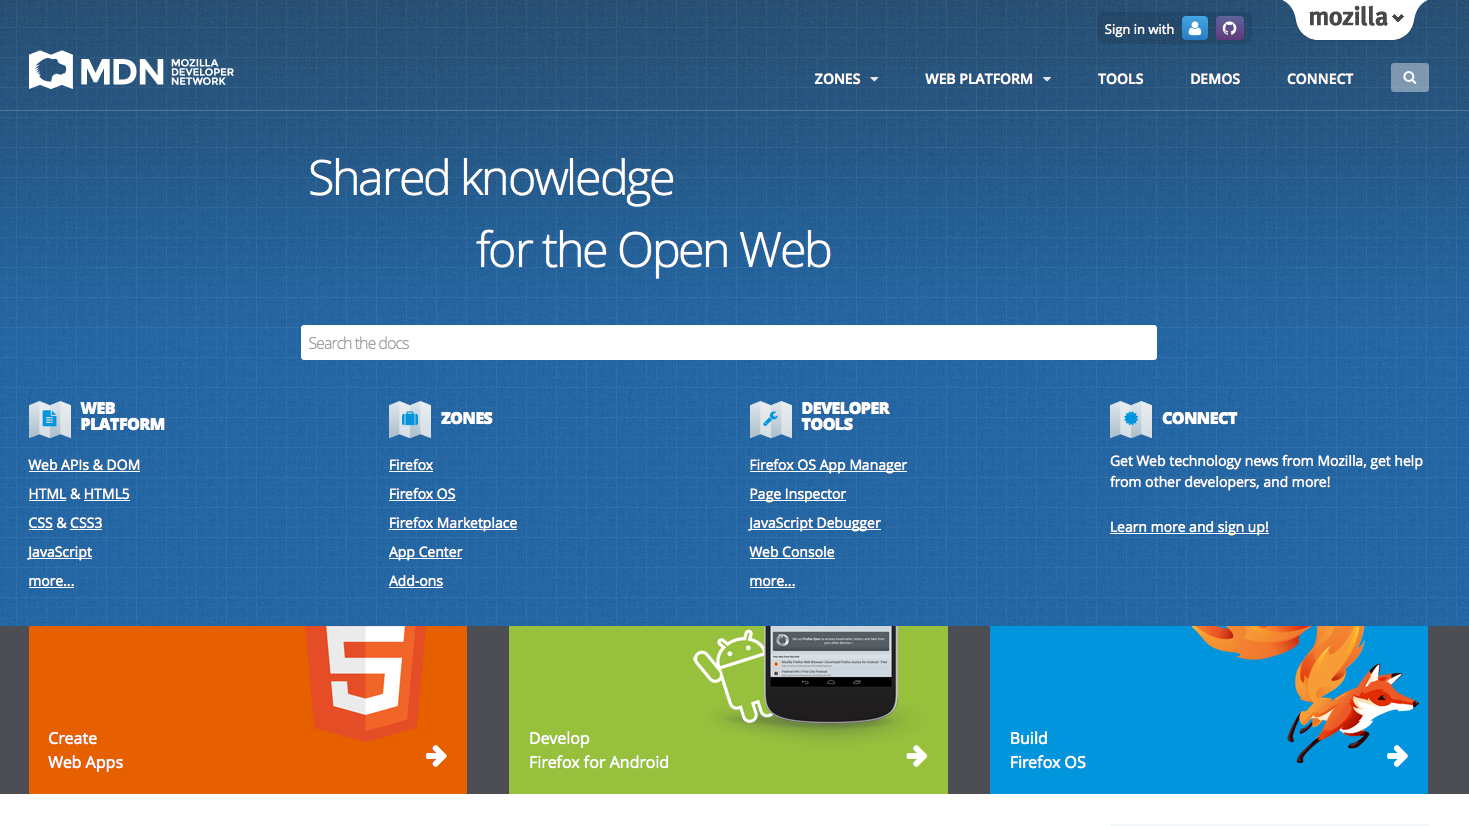 Sign in with
mozilla
MDN
MOZILLA
DEVELOPER
NETWORK
ZONES
WEB PLATFORM
TOOLS
DEMOS
CONNECT
Shared knowledge
for the Open Web
Search the docs
WEB
PLATFORM
Web APIs & DOM
HTML & HTML5
CSS & CSS3
JavaScript
more...
ZONES
Firefox
Firefox OS
Firefox Marketplace
App Center
Add-ons
DEVELOPER
TOOLS
Firefox OS App Manager
Page Inspector
JavaScript Debugger
Web Console
more...
CONNECT
Get Web technology news from Mozilla, get help
from other developers, and more!
Learn more and sign up!
5
Create
Web Apps
Develop
Firefox for Android
Build
Firefox OS